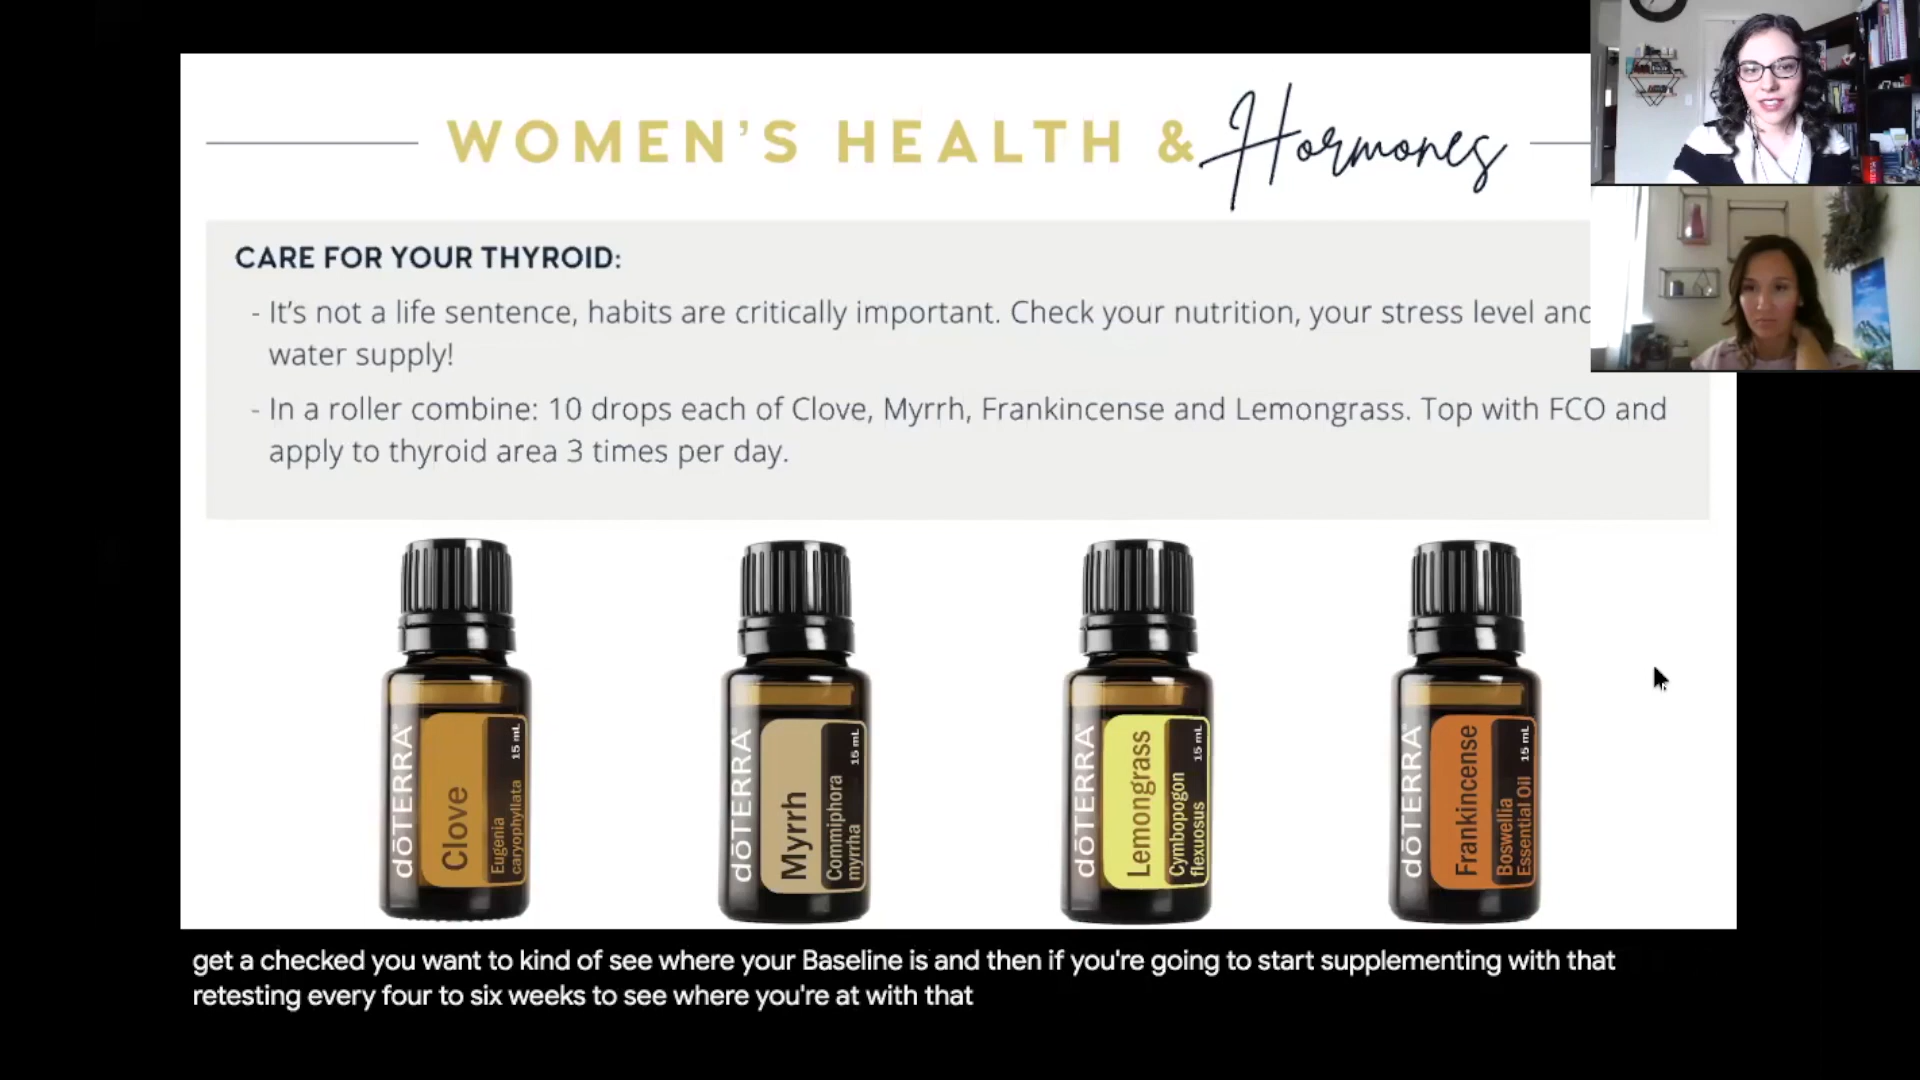 WOMEN'S HEALTH & Hormones
CARE FOR YOUR THYROID:
- It's not a life sentence, habits are critically important. Check your nutrition, your stress level and
water supply!
- In a roller combine: 10 drops each of Clove, Myrrh, Frankincense and Lemongrass. Top with FCO and
apply to thyroid area 3 times per day.
dōTERRA
Clove
Eugenia
caryophyllata
15 mL
dōTERRA
Myrrh
Commiphora
myrrha
15 mL
dōTERRA
Lemongrass
Cymbopogon
flexuosus
15 mL
dōTERRA
Frankincense
Boswellia
Essential Oil
15 mL
get a checked you want to kind of see where your Baseline is and then if you're going to start supplementing with that
retesting every four to six weeks to see where you're at with that